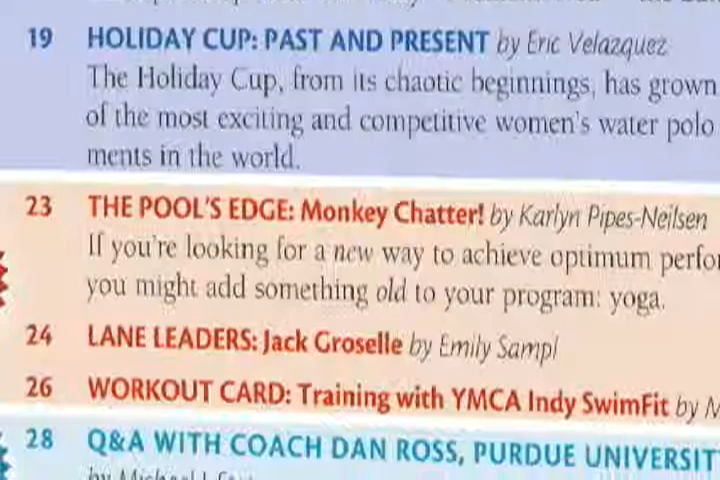 19 HOLIDAY CUP: PAST AND PRESENT by Eric Velazquez
The Holiday Cup, from its chaotic beginnings, has grown
of the most exciting and competitive women's water polo
ments in the world.
23 THE POOL'S EDGE: Monkey Chatter! by Karlyn Pipes-Neilsen
If you're looking for a new way to achieve optimum perfor
you might add something old to your program: yoga.
24 LANE LEADERS: Jack Groselle by Emily Sampl
26 WORKOUT CARD: Training with YMCA Indy SwimFit by M
28 Q&A WITH COACH DAN ROSS, PURDUE UNIVERSIT
by Michael J.